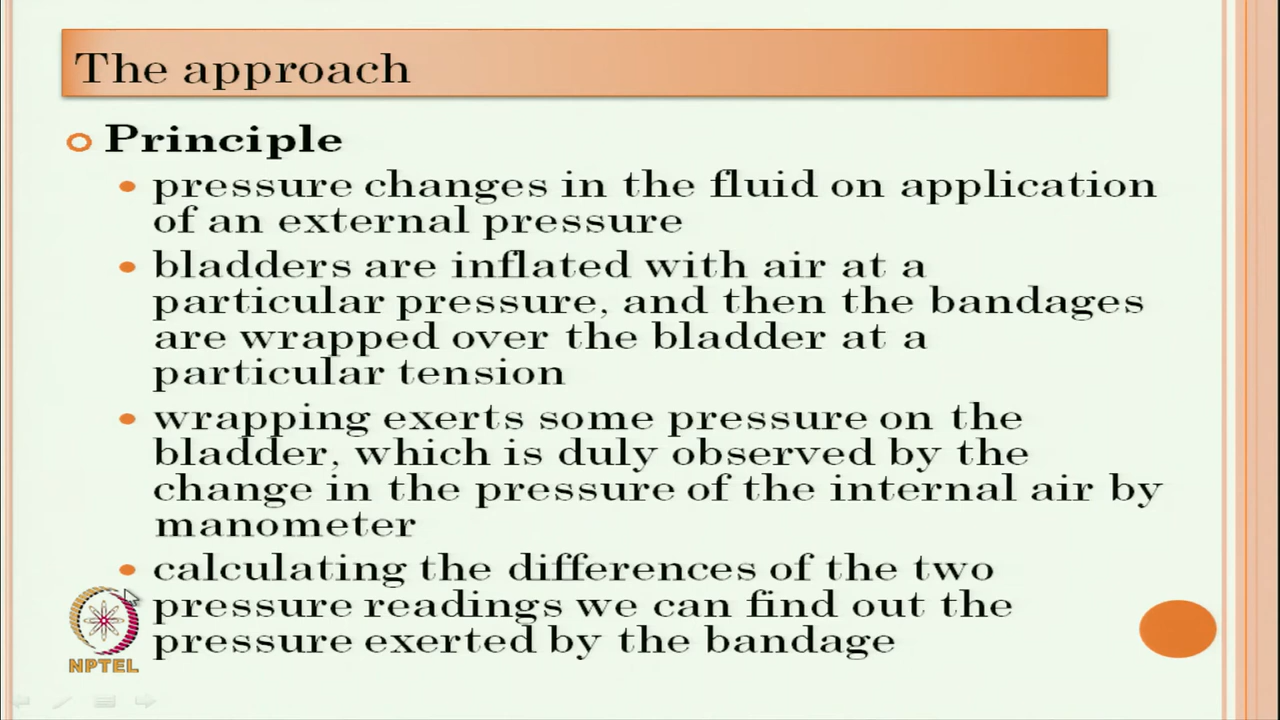 The approach
Principle
pressure changes in the fluid on application
of an external pressure
bladders are inflated with air at a
particular pressure, and then the bandages
are wrapped over the bladder at a
particular tension
wrapping exerts some pressure on the
bladder, which is duly observed by the
change in the pressure of the internal air by
manometer
calculating the differences of the two
pressure readings we can find out the
pressure exerted by the bandage
NPTEL